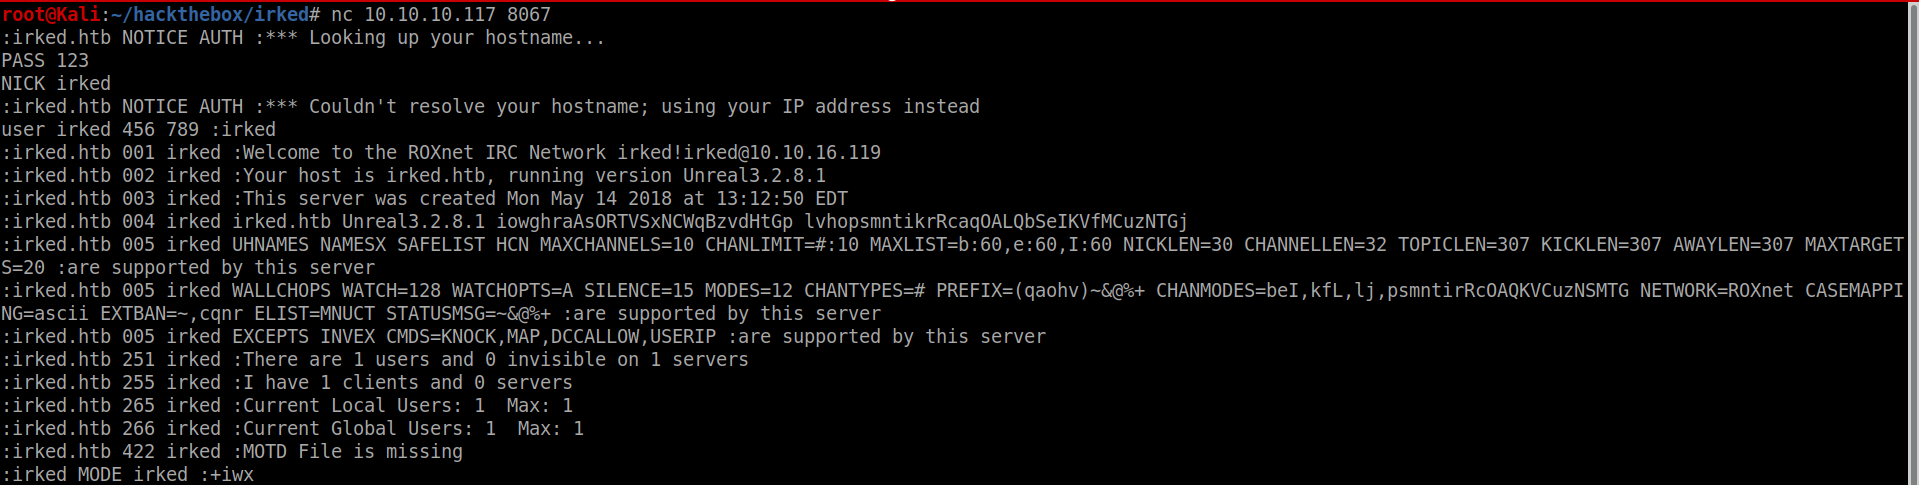 root@Kali:~/hackthebox/irked# nc 10.10.10.117 8067
:irked.htb NOTICE AUTH :*** Looking up your hostname...
PASS 123
NICK irked
:irked.htb NOTICE AUTH :*** Couldn't resolve your hostname; using your IP address instead
user irked 456 789 :irked
:irked.htb 001 irked :Welcome to the ROXnet IRC Network irked!irked@10.10.16.119
:irked.htb 002 irked :Your host is irked.htb, running version Unreal3.2.8.1
:irked.htb 003 irked :This server was created Mon May 14 2018 at 13:12:50 EDT
:irked.htb 004 irked irked.htb Unreal3.2.8.1 iowghraAsORTVSxNCWqBzvdHtGp lvhopsmntikrRcaqOALQbSeIKVfMCuzNTGj
:irked.htb 005 irked UHNAMES NAMESX SAFELIST HCN MAXCHANNELS=10 CHANLIMIT=#:10 MAXLIST=b:60,e:60,I:60 NICKLEN=30 CHANNELLEN=32 TOPICLEN=307 KICKLEN=307 AWAYLEN=307 MAXTARGET
S=20 :are supported by this server
:irked.htb 005 irked WALLCHOPS WATCH=128 WATCHOPTS=A SILENCE=15 MODES=12 CHANTYPES=# PREFIX=(qaohv)~&@%+ CHANMODES=beI,kfL,lj,psmntirRcOAQKVCuzNSMTG NETWORK=ROXnet CASEMAPPI
NG=ascii EXTBAN=~,cqnr ELIST=MNUCT STATUSMSG=~&@%+ :are supported by this server
:irked.htb 005 irked EXCEPTS INVEX CMDS=KNOCK,MAP,DCCALLOW,USERIP :are supported by this server
:irked.htb 251 irked :There are 1 users and 0 invisible on 1 servers
:irked.htb 255 irked :I have 1 clients and 0 servers
:irked.htb 265 irked :Current Local Users: 1  Max: 1
:irked.htb 266 irked :Current Global Users: 1  Max: 1
:irked.htb 422 irked :MOTD File is missing
:irked MODE irked :+iwx